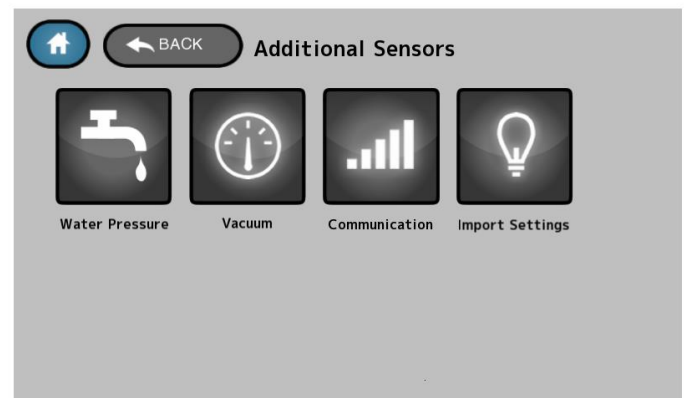 BACK
Additional Sensors
Water Pressure
Vacuum
Communication
Import Settings